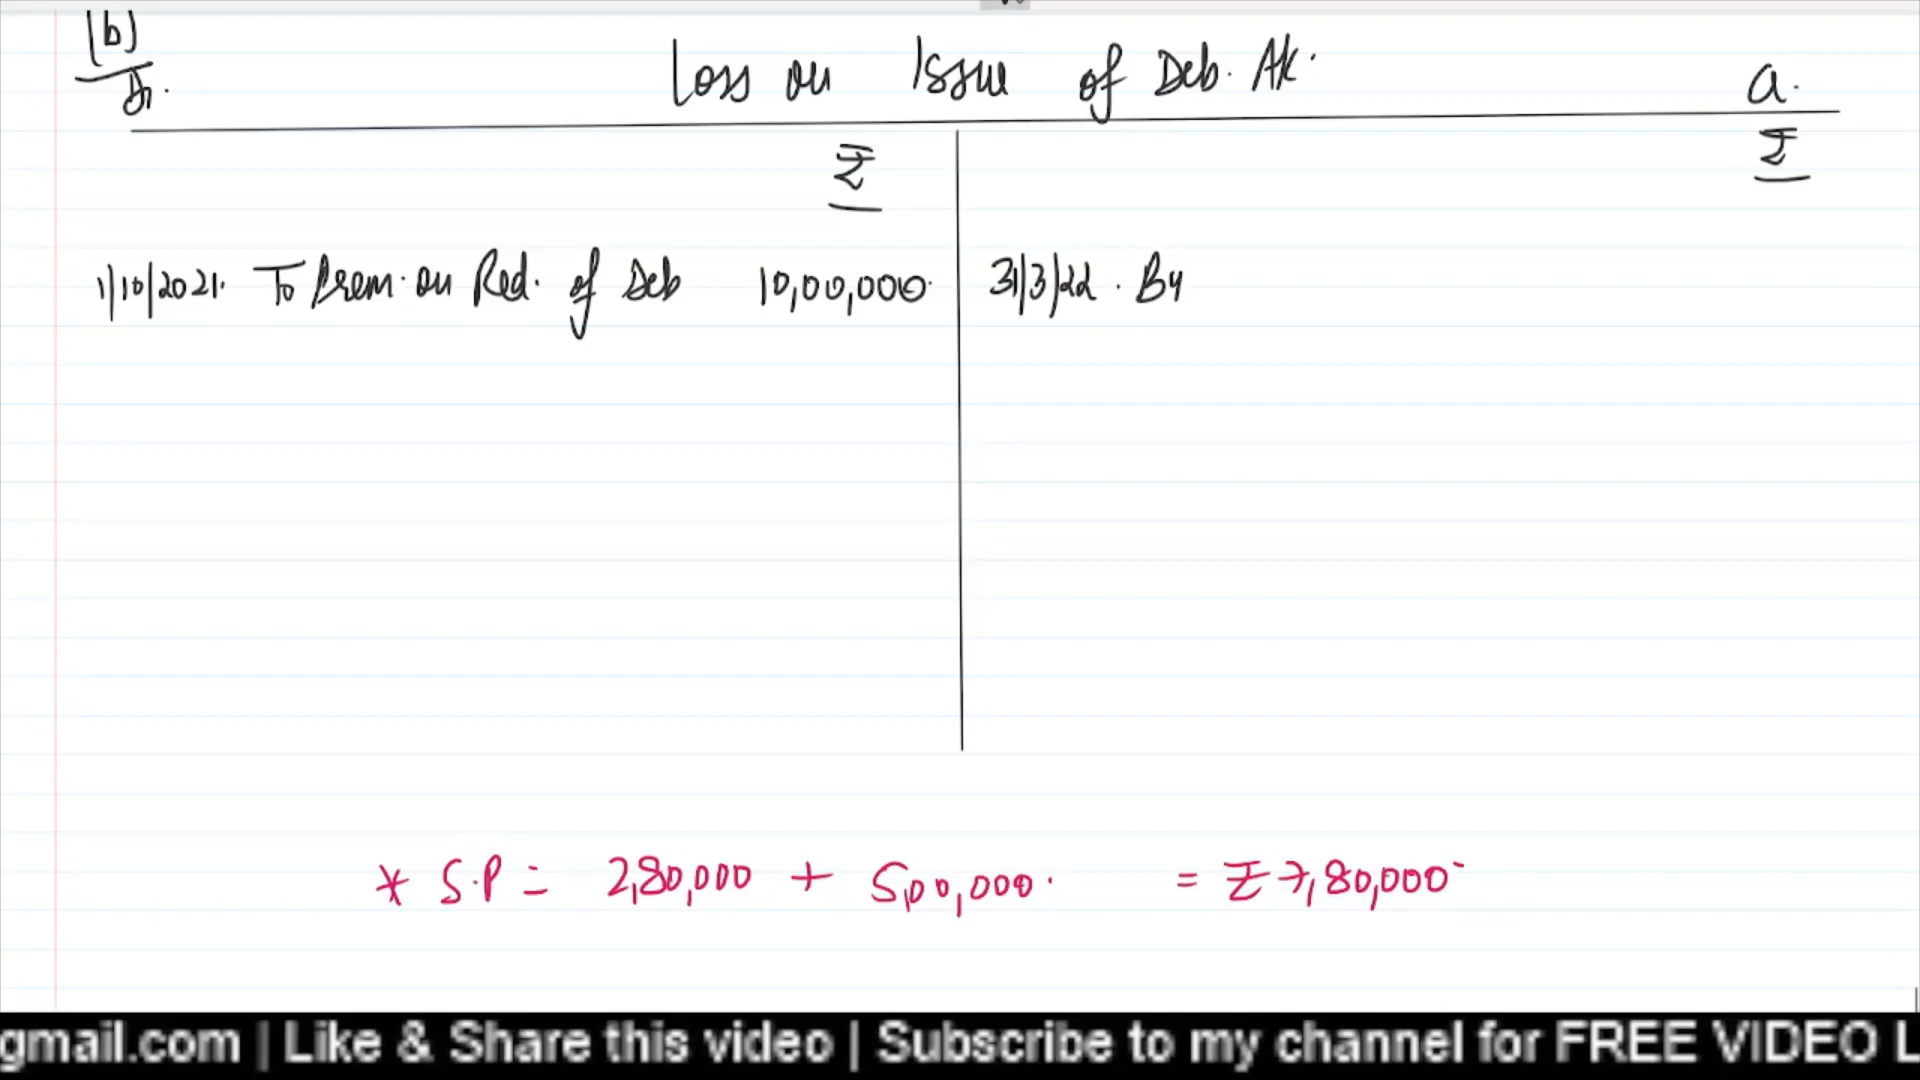 (b)
Dr. Loss on Issue of Deb. A/c. Cr.
₹ ₹
1/10/2021. To Prem. on Red. of Deb 10,00,000. 31/3/22. By
* S.P = 2,80,000 + 5,00,000. = ₹ 7,80,000
gmail.com | Like & Share this video | Subscribe to my channel for FREE VIDEO L